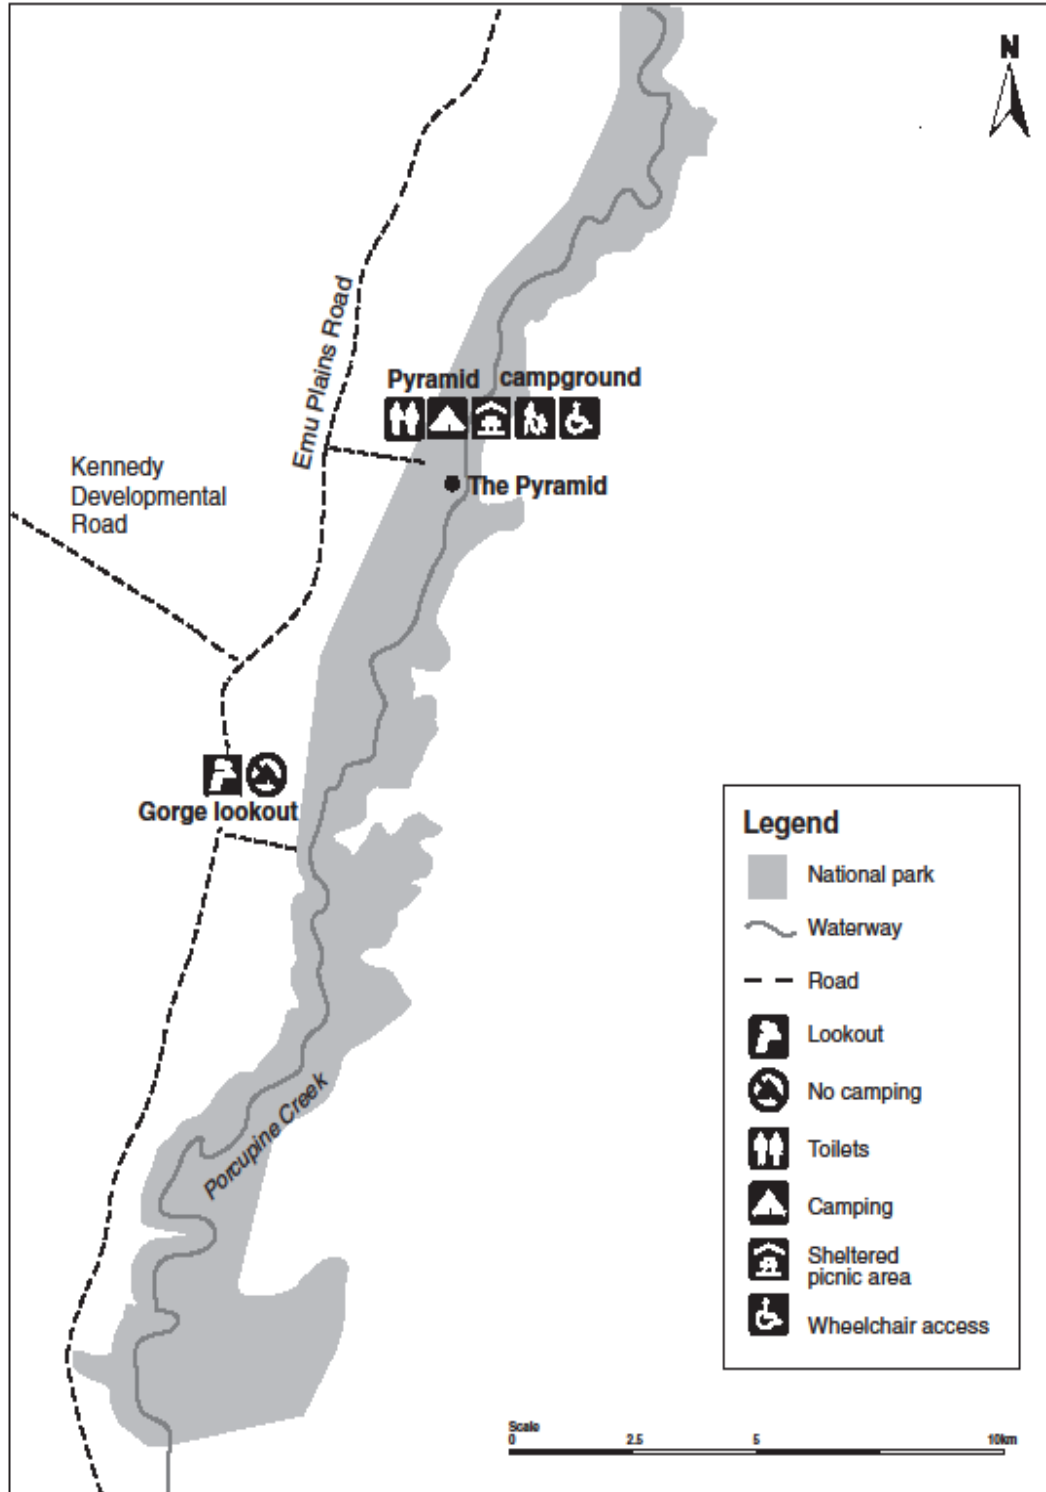 N
Emu Plains Road
Pyramid campground
The Pyramid
Kennedy
Developmental
Road
Gorge lookout
Porcupine Creek
Legend
National park
Waterway
Road
Lookout
No camping
Toilets
Camping
Sheltered
picnic area
Wheelchair access
Scale
0 2.5 5 10km